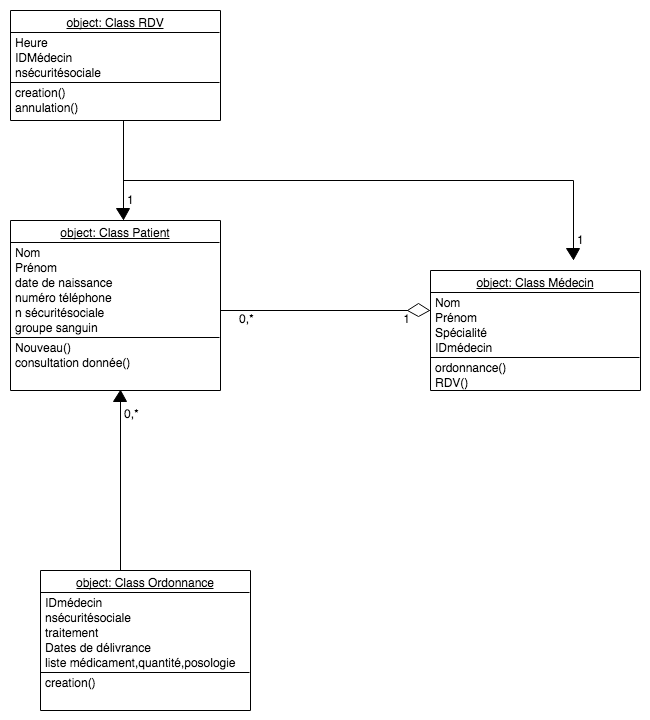 object: Class RDV
Heure
IDMédecin
nsécuritésociale
creation()
annulation()
1
1
object: Class Patient
Nom
Prénom
date de naissance
numéro téléphone
n sécuritésociale
groupe sanguin
Nouveau()
consultation donnée()
0,*
1
object: Class Médecin
Nom
Prénom
Spécialité
IDmédecin
ordonnance()
RDV()
0,*
object: Class Ordonnance
IDmédecin
nsécuritésociale
traitement
Dates de délivrance
liste médicament,quantité,posologie
creation()